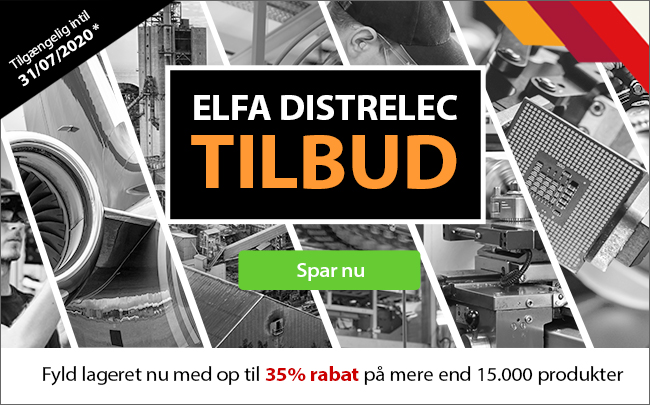 Tilgængelig intil
31/07/2020*
ELFA DISTRELEC
TILBUD
Spar nu
Fyld lageret nu med op til 35% rabat på mere end 15.000 produkter